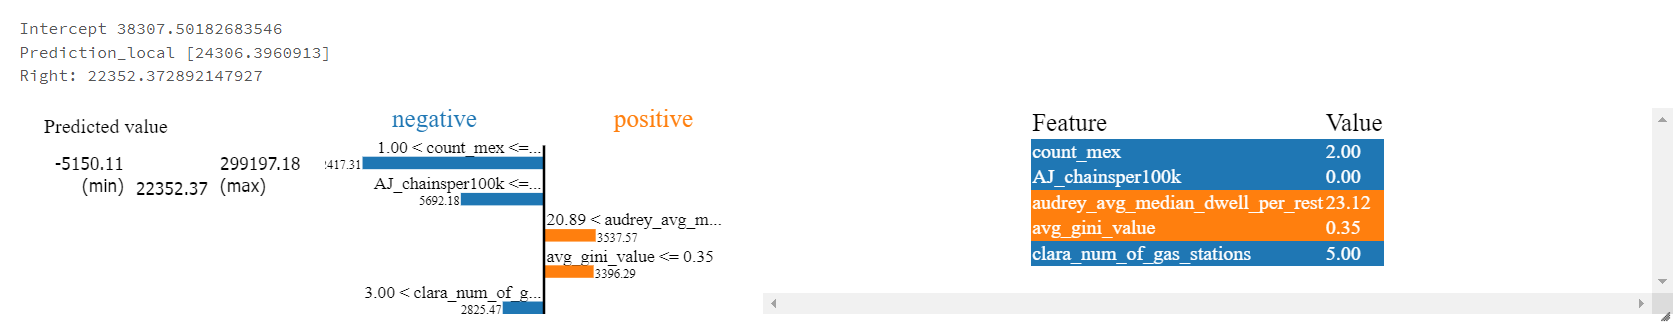 Intercept 38307.50182683546
Prediction_local [24306.3960913]
Right: 22352.372892147927
Predicted value
-5150.11
(min)
22352.37
299197.18
(max)
negative
positive
1.00 < count_mex <=...
2417.31
AJ_chainsper100k <=...
5692.18
20.89 < audrey_avg_m...
3537.57
avg_gini_value <= 0.35
3396.29
3.00 < clara_num_of_g...
2825.47
Feature Value
count_mex 2.00
AJ_chainsper100k 0.00
audrey_avg_median_dwell_per_rest 23.12
avg_gini_value 0.35
clara_num_of_gas_stations 5.00